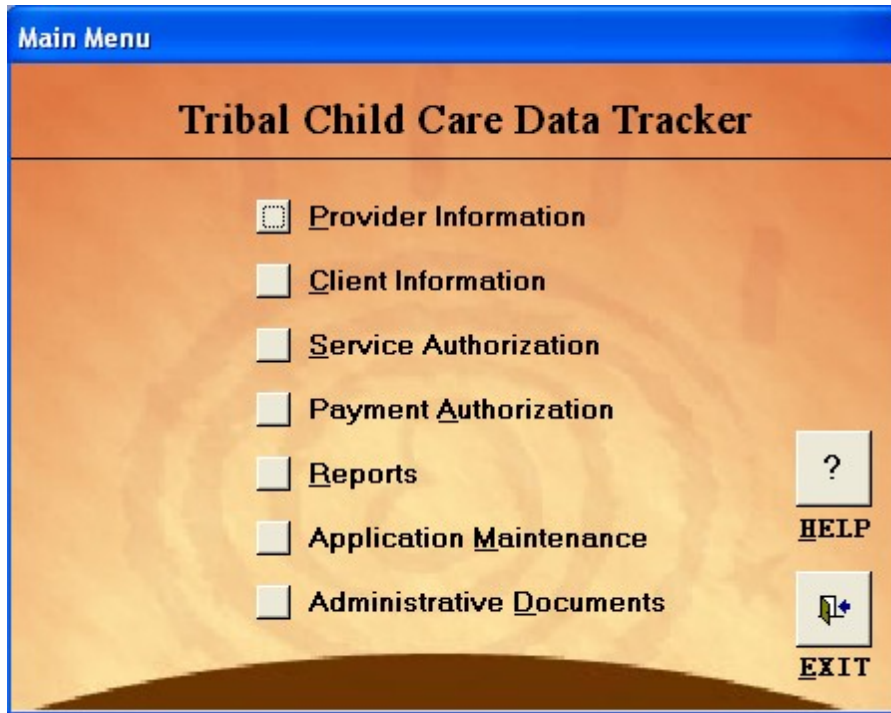 Main Menu
Tribal Child Care Data Tracker
Provider Information
Client Information
Service Authorization
Payment Authorization
Reports
Application Maintenance
Administrative Documents
?
HELP
EXIT